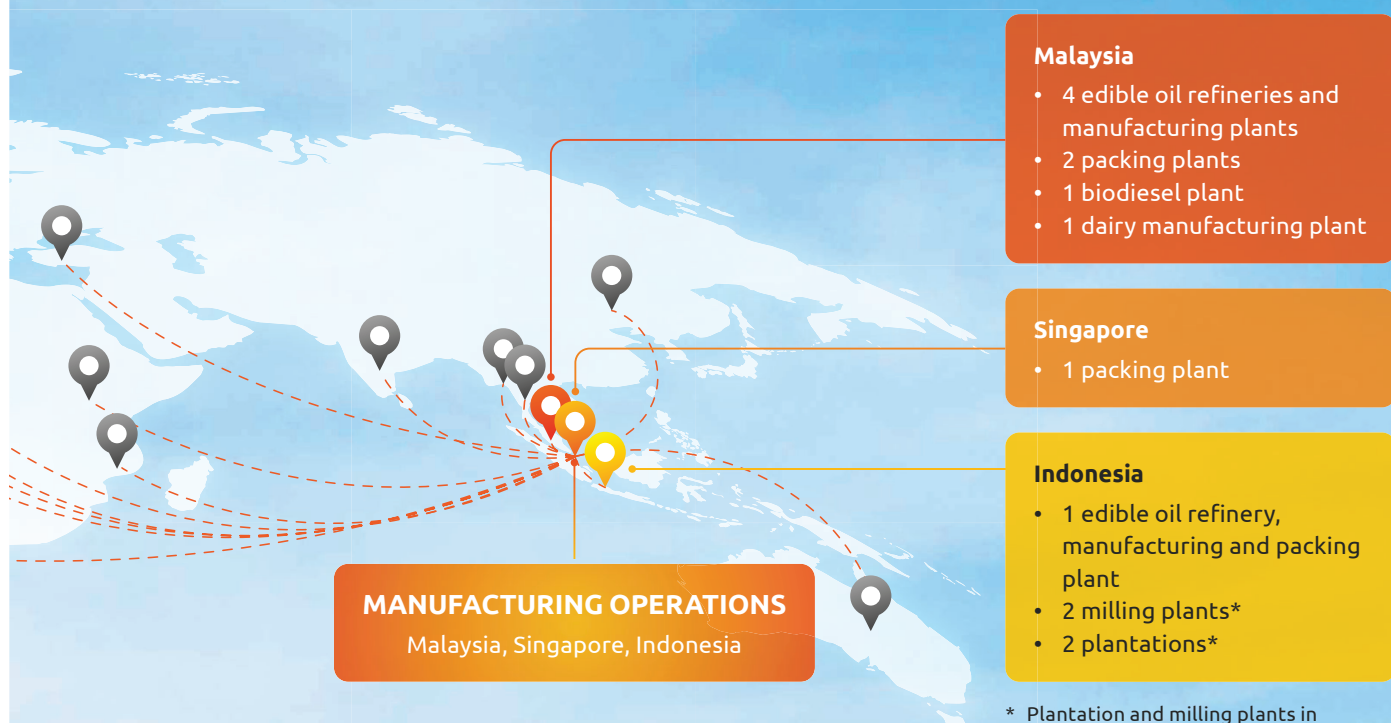 Malaysia
• 4 edible oil refineries and
manufacturing plants
• 2 packing plants
• 1 biodiesel plant
• 1 dairy manufacturing plant
Singapore
• 1 packing plant
Indonesia
• 1 edible oil refinery,
manufacturing and packing
plant
• 2 milling plants*
• 2 plantations*
MANUFACTURING OPERATIONS
Malaysia, Singapore, Indonesia
* Plantation and milling plants in